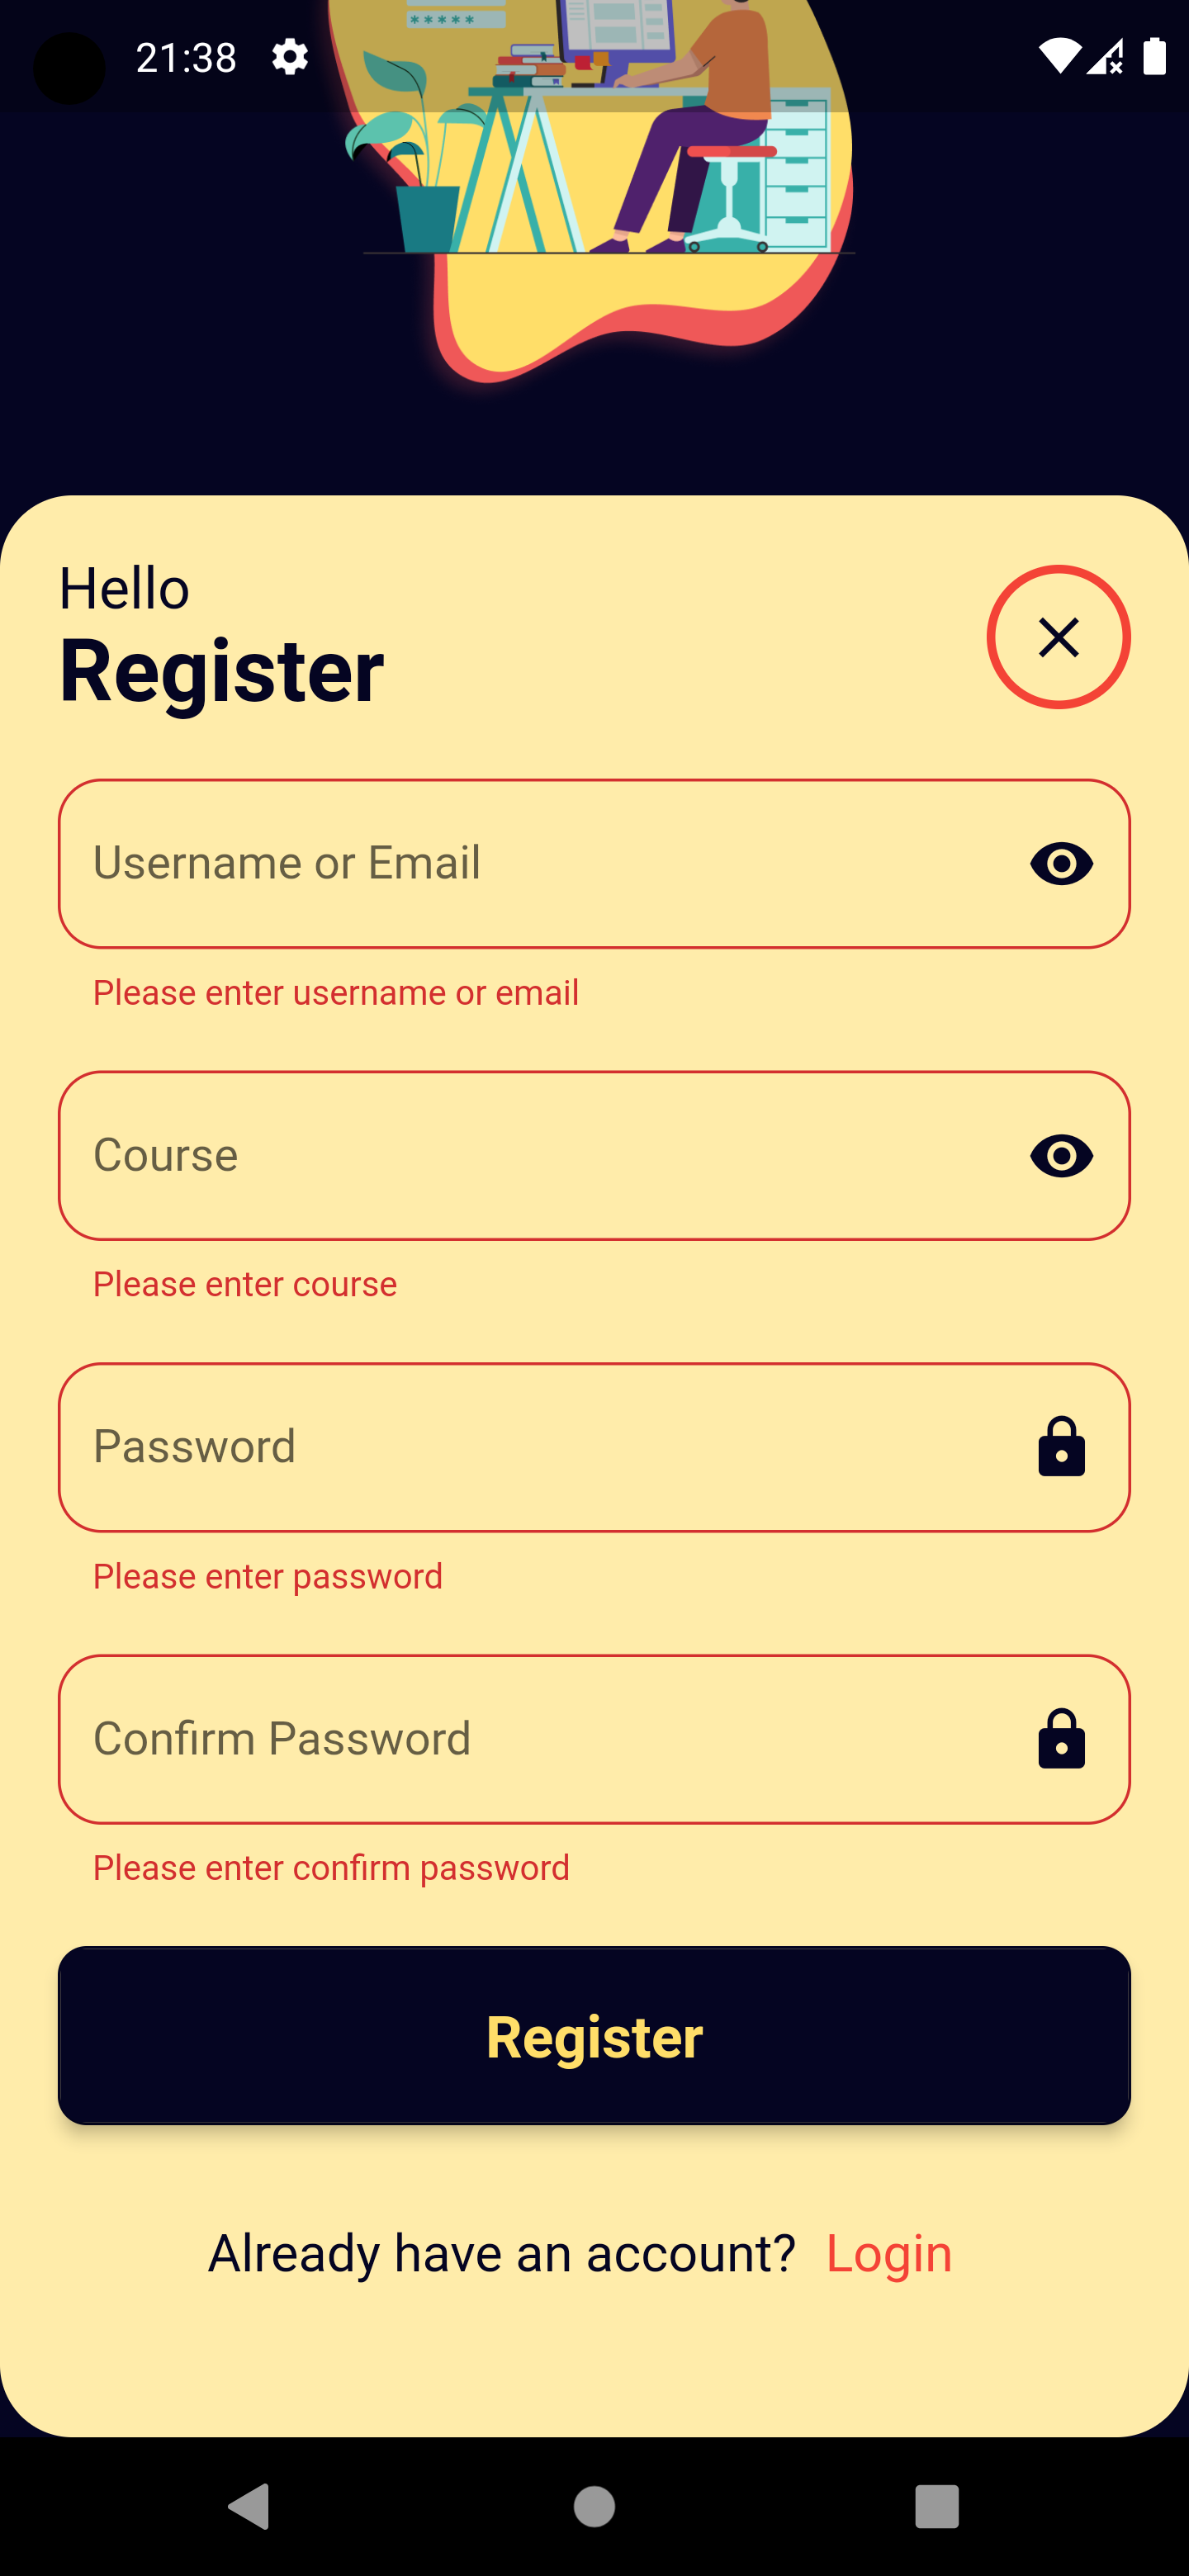 21:38
*****
Hello
Register
Username or Email
Please enter username or email
Course
Please enter course
Password
Please enter password
Confirm Password
Please enter confirm password
Register
Already have an account? Login